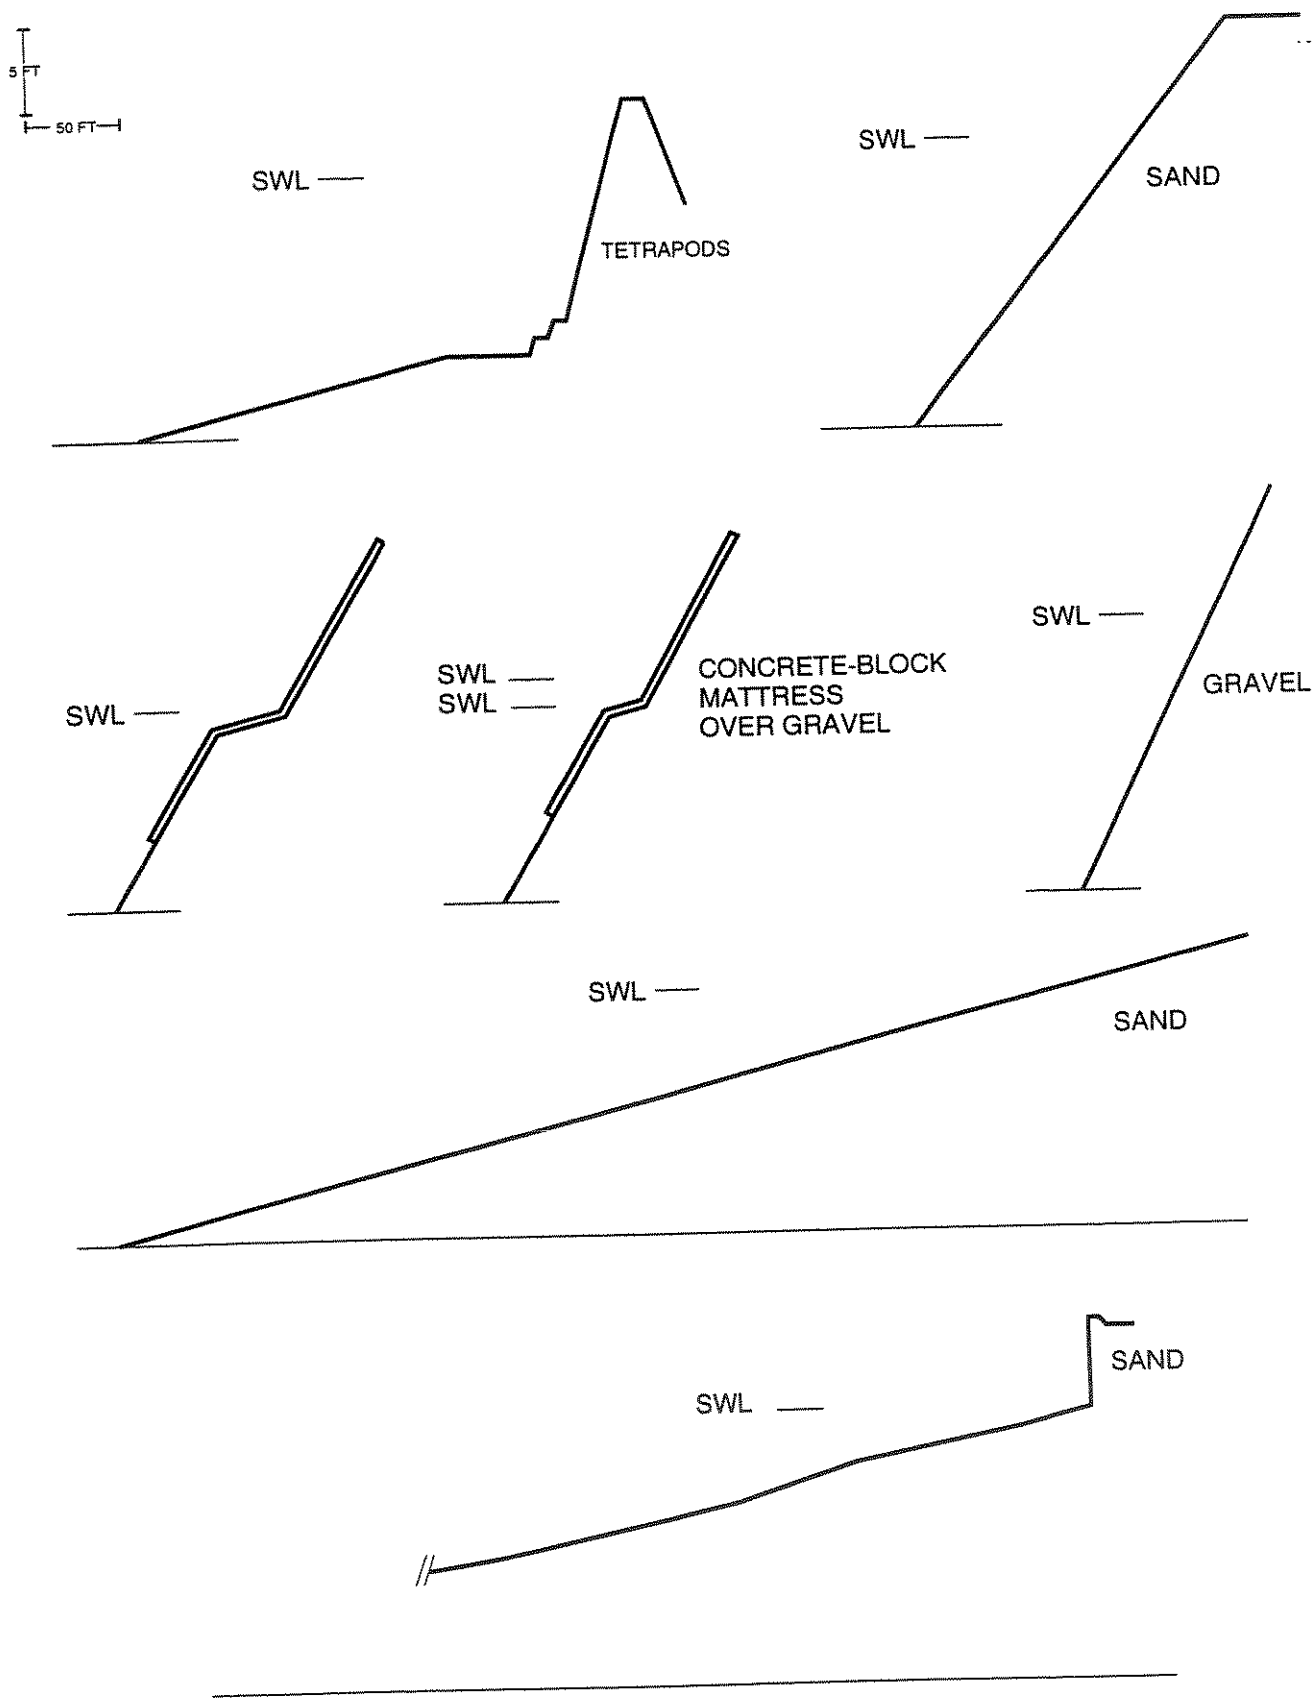 5 FT
50 FT
SWL
TETRAPODS
SWL
SAND
SWL
SWL
SWL
CONCRETE-BLOCK
MATTRESS
OVER GRAVEL
SWL
GRAVEL
SWL
SAND
SWL
SAND